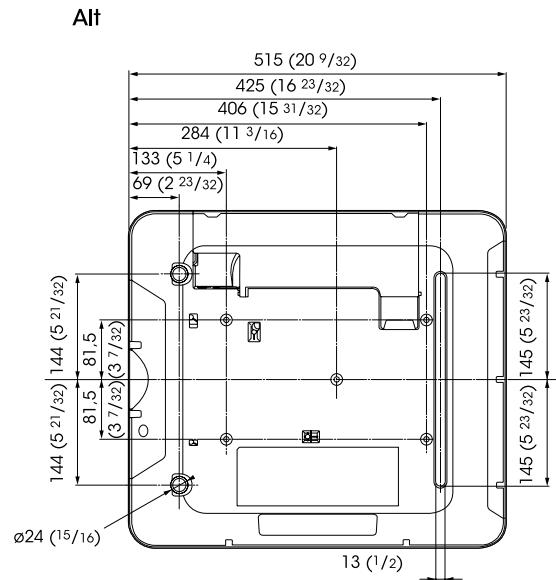 Alt
515 (20 9/32)
425 (16 23/32)
406 (15 31/32)
284 (11 3/16)
133 (5 1/4)
69 (2 23/32)
144 (5 21/32)
81,5
(3 7/32)
145 (5 23/32)
144 (5 21/32)
81,5
(3 7/32)
145 (5 23/32)
ø24 (15/16)
13 (1/2)